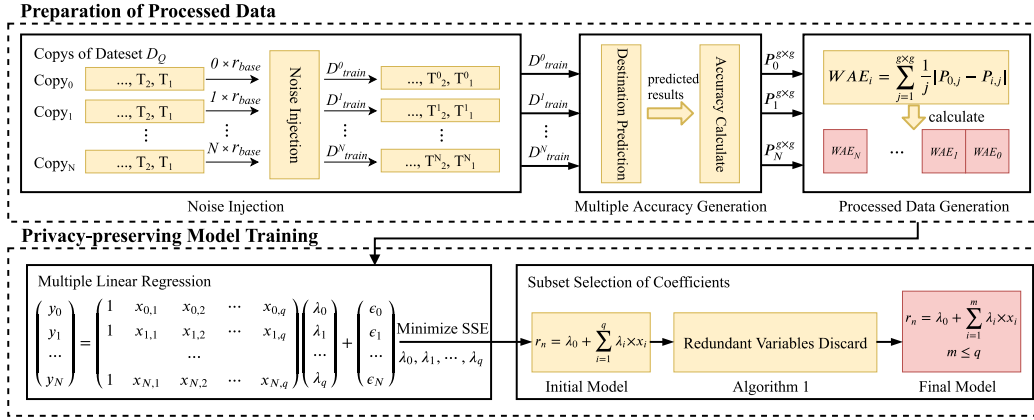 Preparation of Processed Data
Copys of Dateset D_Q
Copy_0
..., T_2, T_1
0 × r_base
Copy_1
..., T_2, T_1
1 × r_base
⋮
⋮
⋮
Copy_N
..., T_2, T_1
N × r_base
Noise Injection
D^0_train
..., T^0_2, T^0_1
D^1_train
..., T^1_2, T^1_1
⋮
⋮
D^N_train
..., T^N_2, T^N_1
Noise Injection
D^0_train
D^1_train
⋮
D^N_train
Destination Prediction
predicted
results
Accuracy Calculate
Multiple Accuracy Generation
P_0^{g×g}
P_1^{g×g}
⋮
P_N^{g×g}
WAE_i = ∑_{j=1}^{g×g} \frac{1}{j} |P_{0,j} − P_{i,j}|
calculate
WAE_N ... WAE_1 WAE_0
Processed Data Generation
Privacy-preserving Model Training
Multiple Linear Regression
y_0 1 x_{0,1} x_{0,2} ⋯ x_{0,q} λ_0 ϵ_0
y_1 1 x_{1,1} x_{1,2} ⋯ x_{1,q} λ_1 ϵ_1
... = ... ... + ...
y_N 1 x_{N,1} x_{N,2} ⋯ x_{N,q} λ_q ϵ_N
Minimize SSE
λ_0, λ_1, ⋯, λ_q
Subset Selection of Coefficients
r_n = λ_0 + ∑_{i=1}^{q} λ_i × x_i
Initial Model
Redundant Variables Discard
Algorithm 1
r_n = λ_0 + ∑_{i=1}^{m} λ_i × x_i
m ≤ q
Final Model